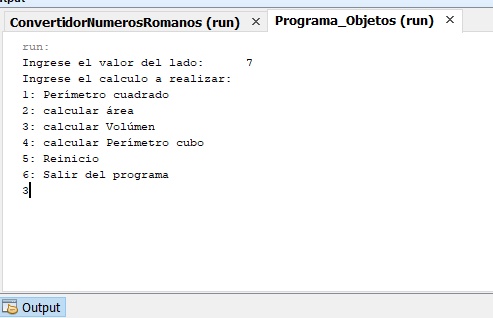 ConvertidorNumerosRomanos (run) × Programa_Objetos (run) ×
run:
Ingrese el valor del lado: 7
Ingrese el calculo a realizar:
1: Perímetro cuadrado
2: calcular área
3: calcular Volúmen
4: calcular Perímetro cubo
5: Reinicio
6: Salir del programa
3
Output